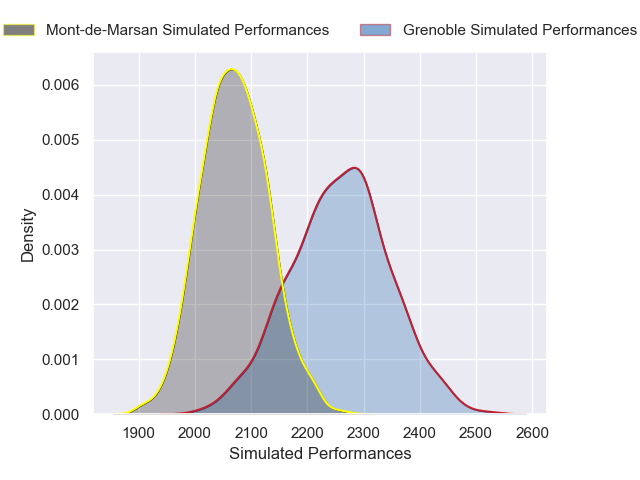 Mont-de-Marsan Simulated Performances
Grenoble Simulated Performances
Density
0.006
0.005
0.004
0.003
0.002
0.001
0.000
1900 2000 2100 2200 2300 2400 2500 2600
Simulated Performances